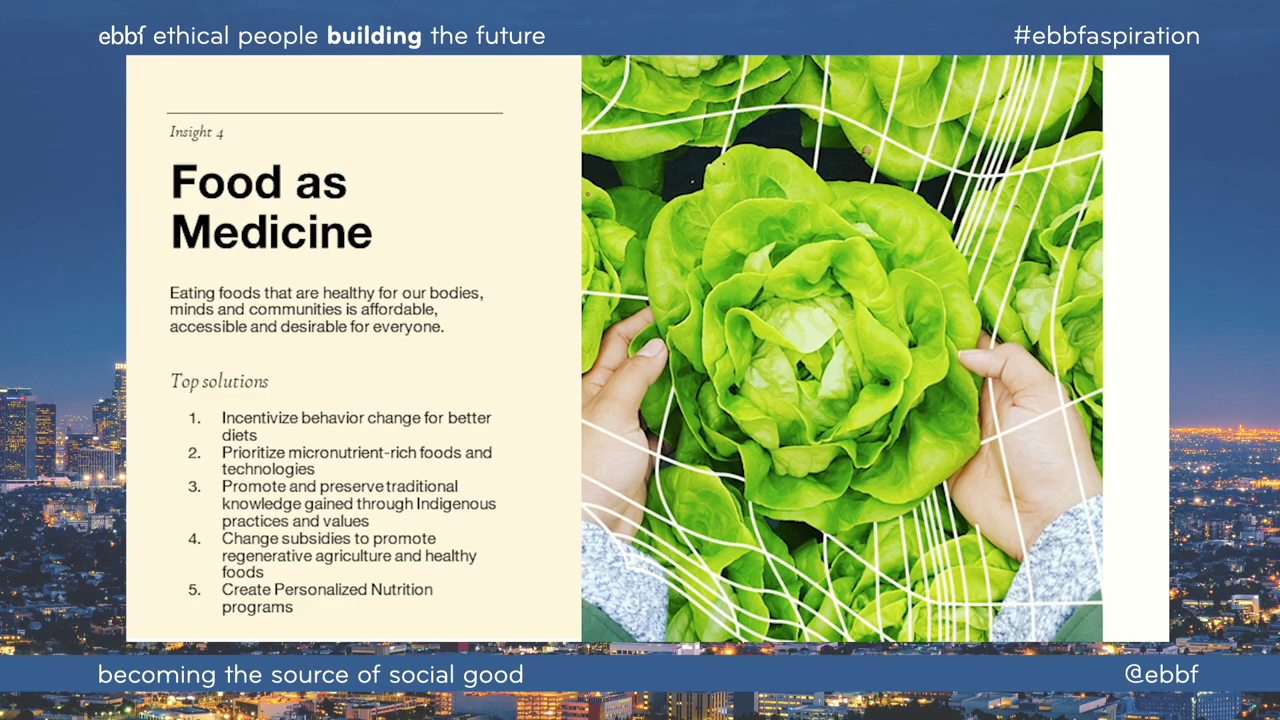 ebbf ethical people building the future
#ebbfaspiration
Insight 4
Food as
Medicine
Eating foods that are healthy for our bodies,
minds and communities is affordable,
accessible and desirable for everyone.
Top solutions
1. Incentivize behavior change for better
diets
2. Prioritize micronutrient-rich foods and
technologies
3. Promote and preserve traditional
knowledge gained through Indigenous
practices and values
4. Change subsidies to promote
regenerative agriculture and healthy
foods
5. Create Personalized Nutrition
programs
becoming the source of social good
@ebbf